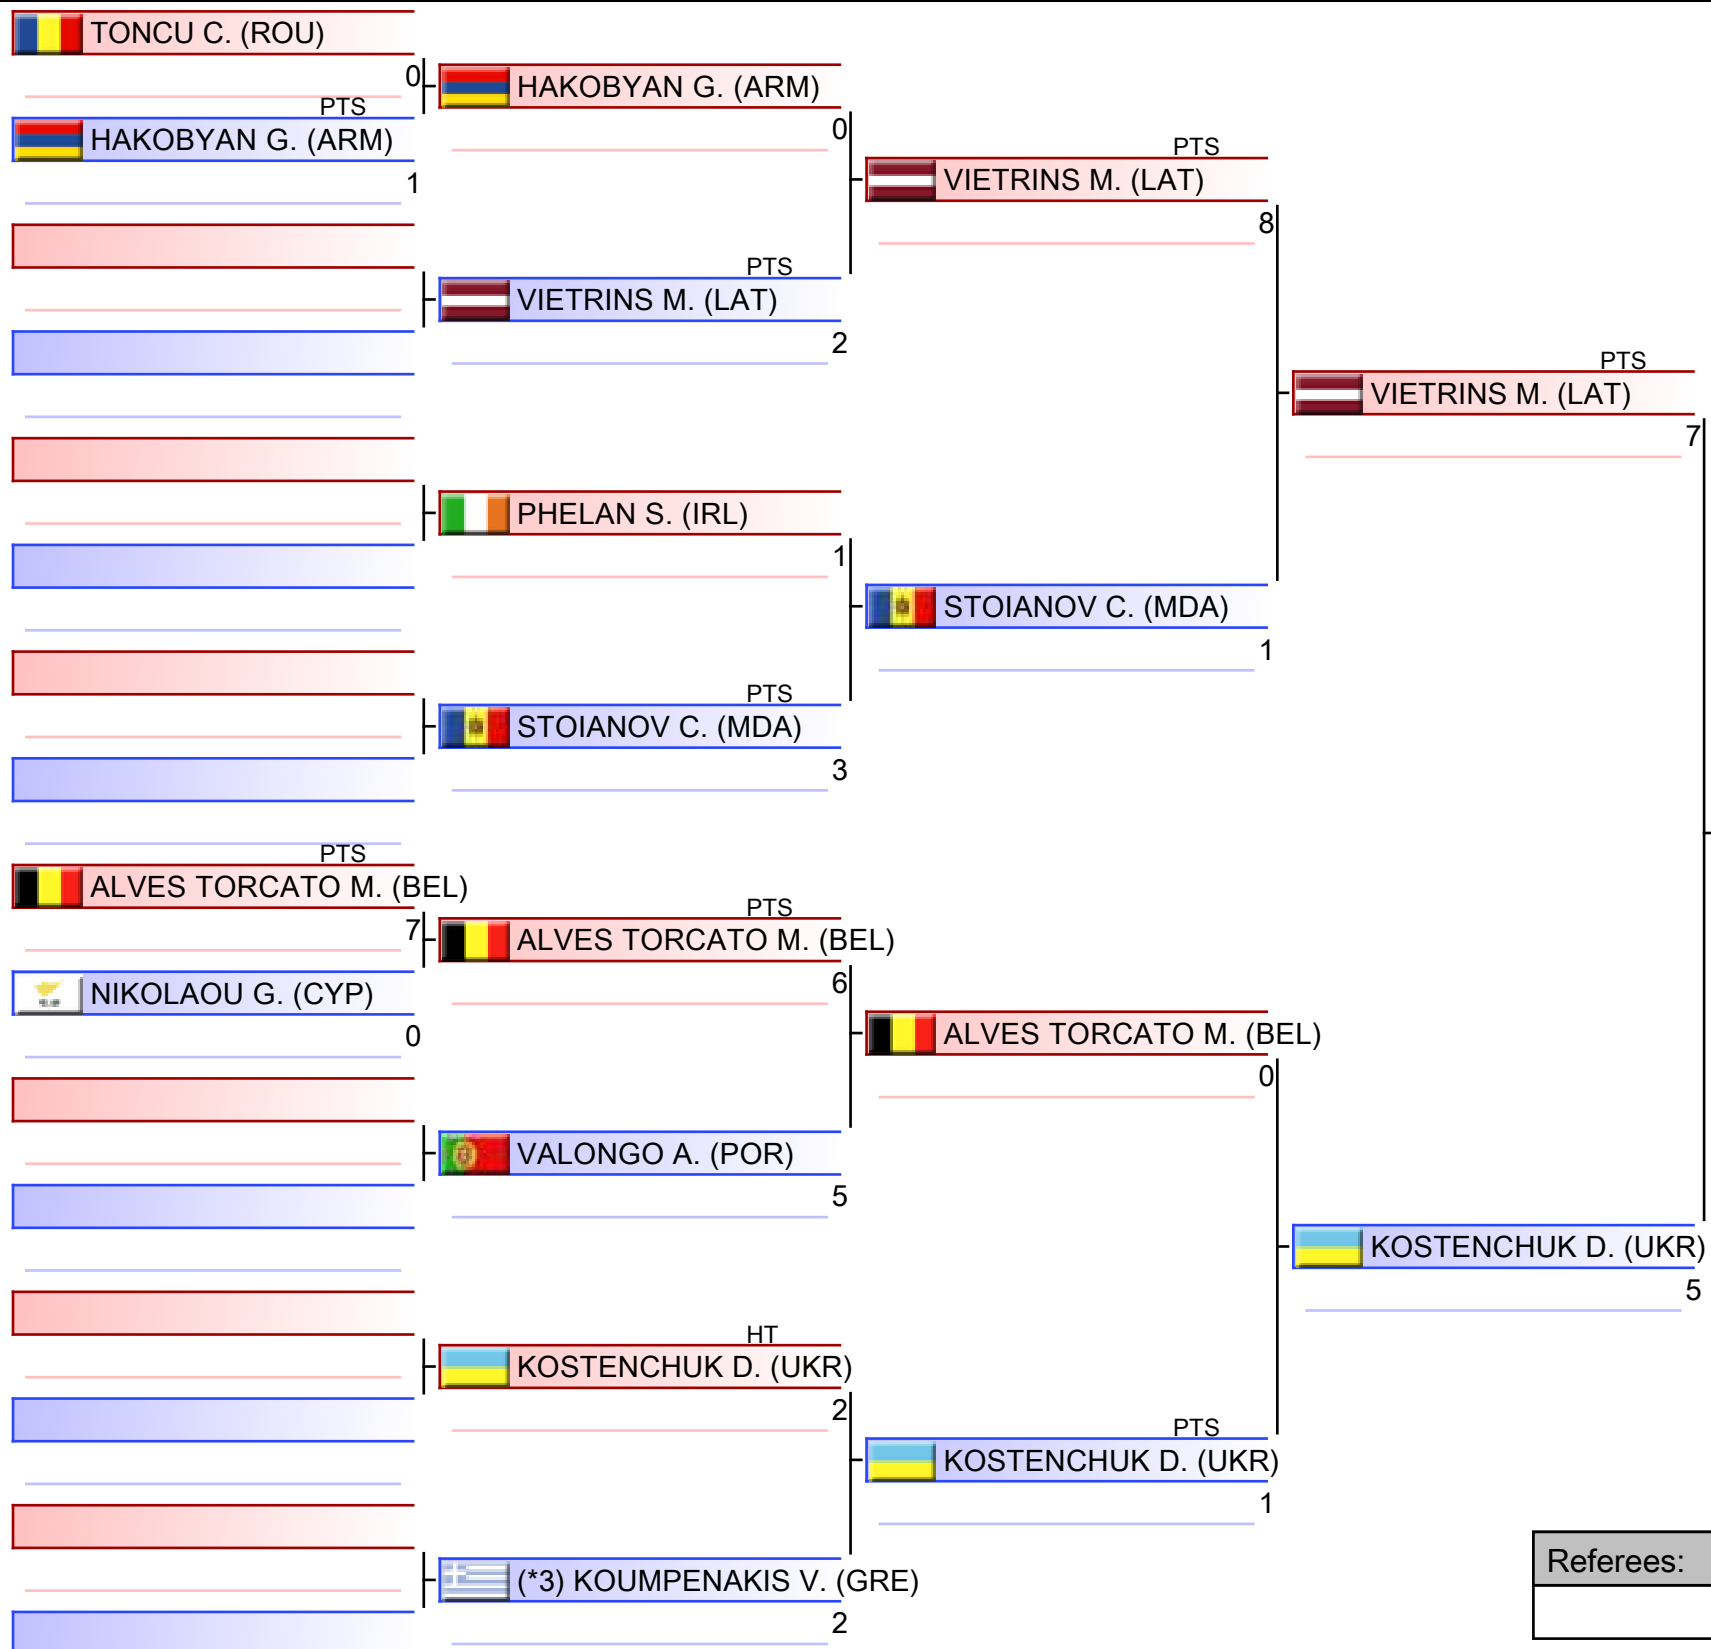 TONCU C. (ROU)
0
PTS
HAKOBYAN G. (ARM)
1
PTS
ALVES TORCATO M. (BEL)
7
NIKOLAOU G. (CYP)
0
HAKOBYAN G. (ARM)
0
PTS
VIETRINS M. (LAT)
2
PHELAN S. (IRL)
1
PTS
STOIANOV C. (MDA)
3
PTS
ALVES TORCATO M. (BEL)
6
VALONGO A. (POR)
5
HT
KOSTENCHUK D. (UKR)
2
(*3) KOUMPENAKIS V. (GRE)
2
PTS
VIETRINS M. (LAT)
8
STOIANOV C. (MDA)
1
ALVES TORCATO M. (BEL)
0
PTS
KOSTENCHUK D. (UKR)
1
PTS
VIETRINS M. (LAT)
7
KOSTENCHUK D. (UKR)
5
Referees: